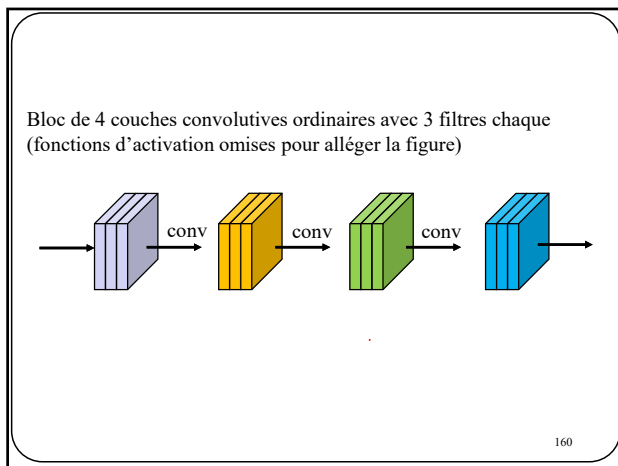 Bloc de 4 couches convolutives ordinaires avec 3 filtres chaque
(fonctions d’activation omises pour alléger la figure)
conv conv conv
160